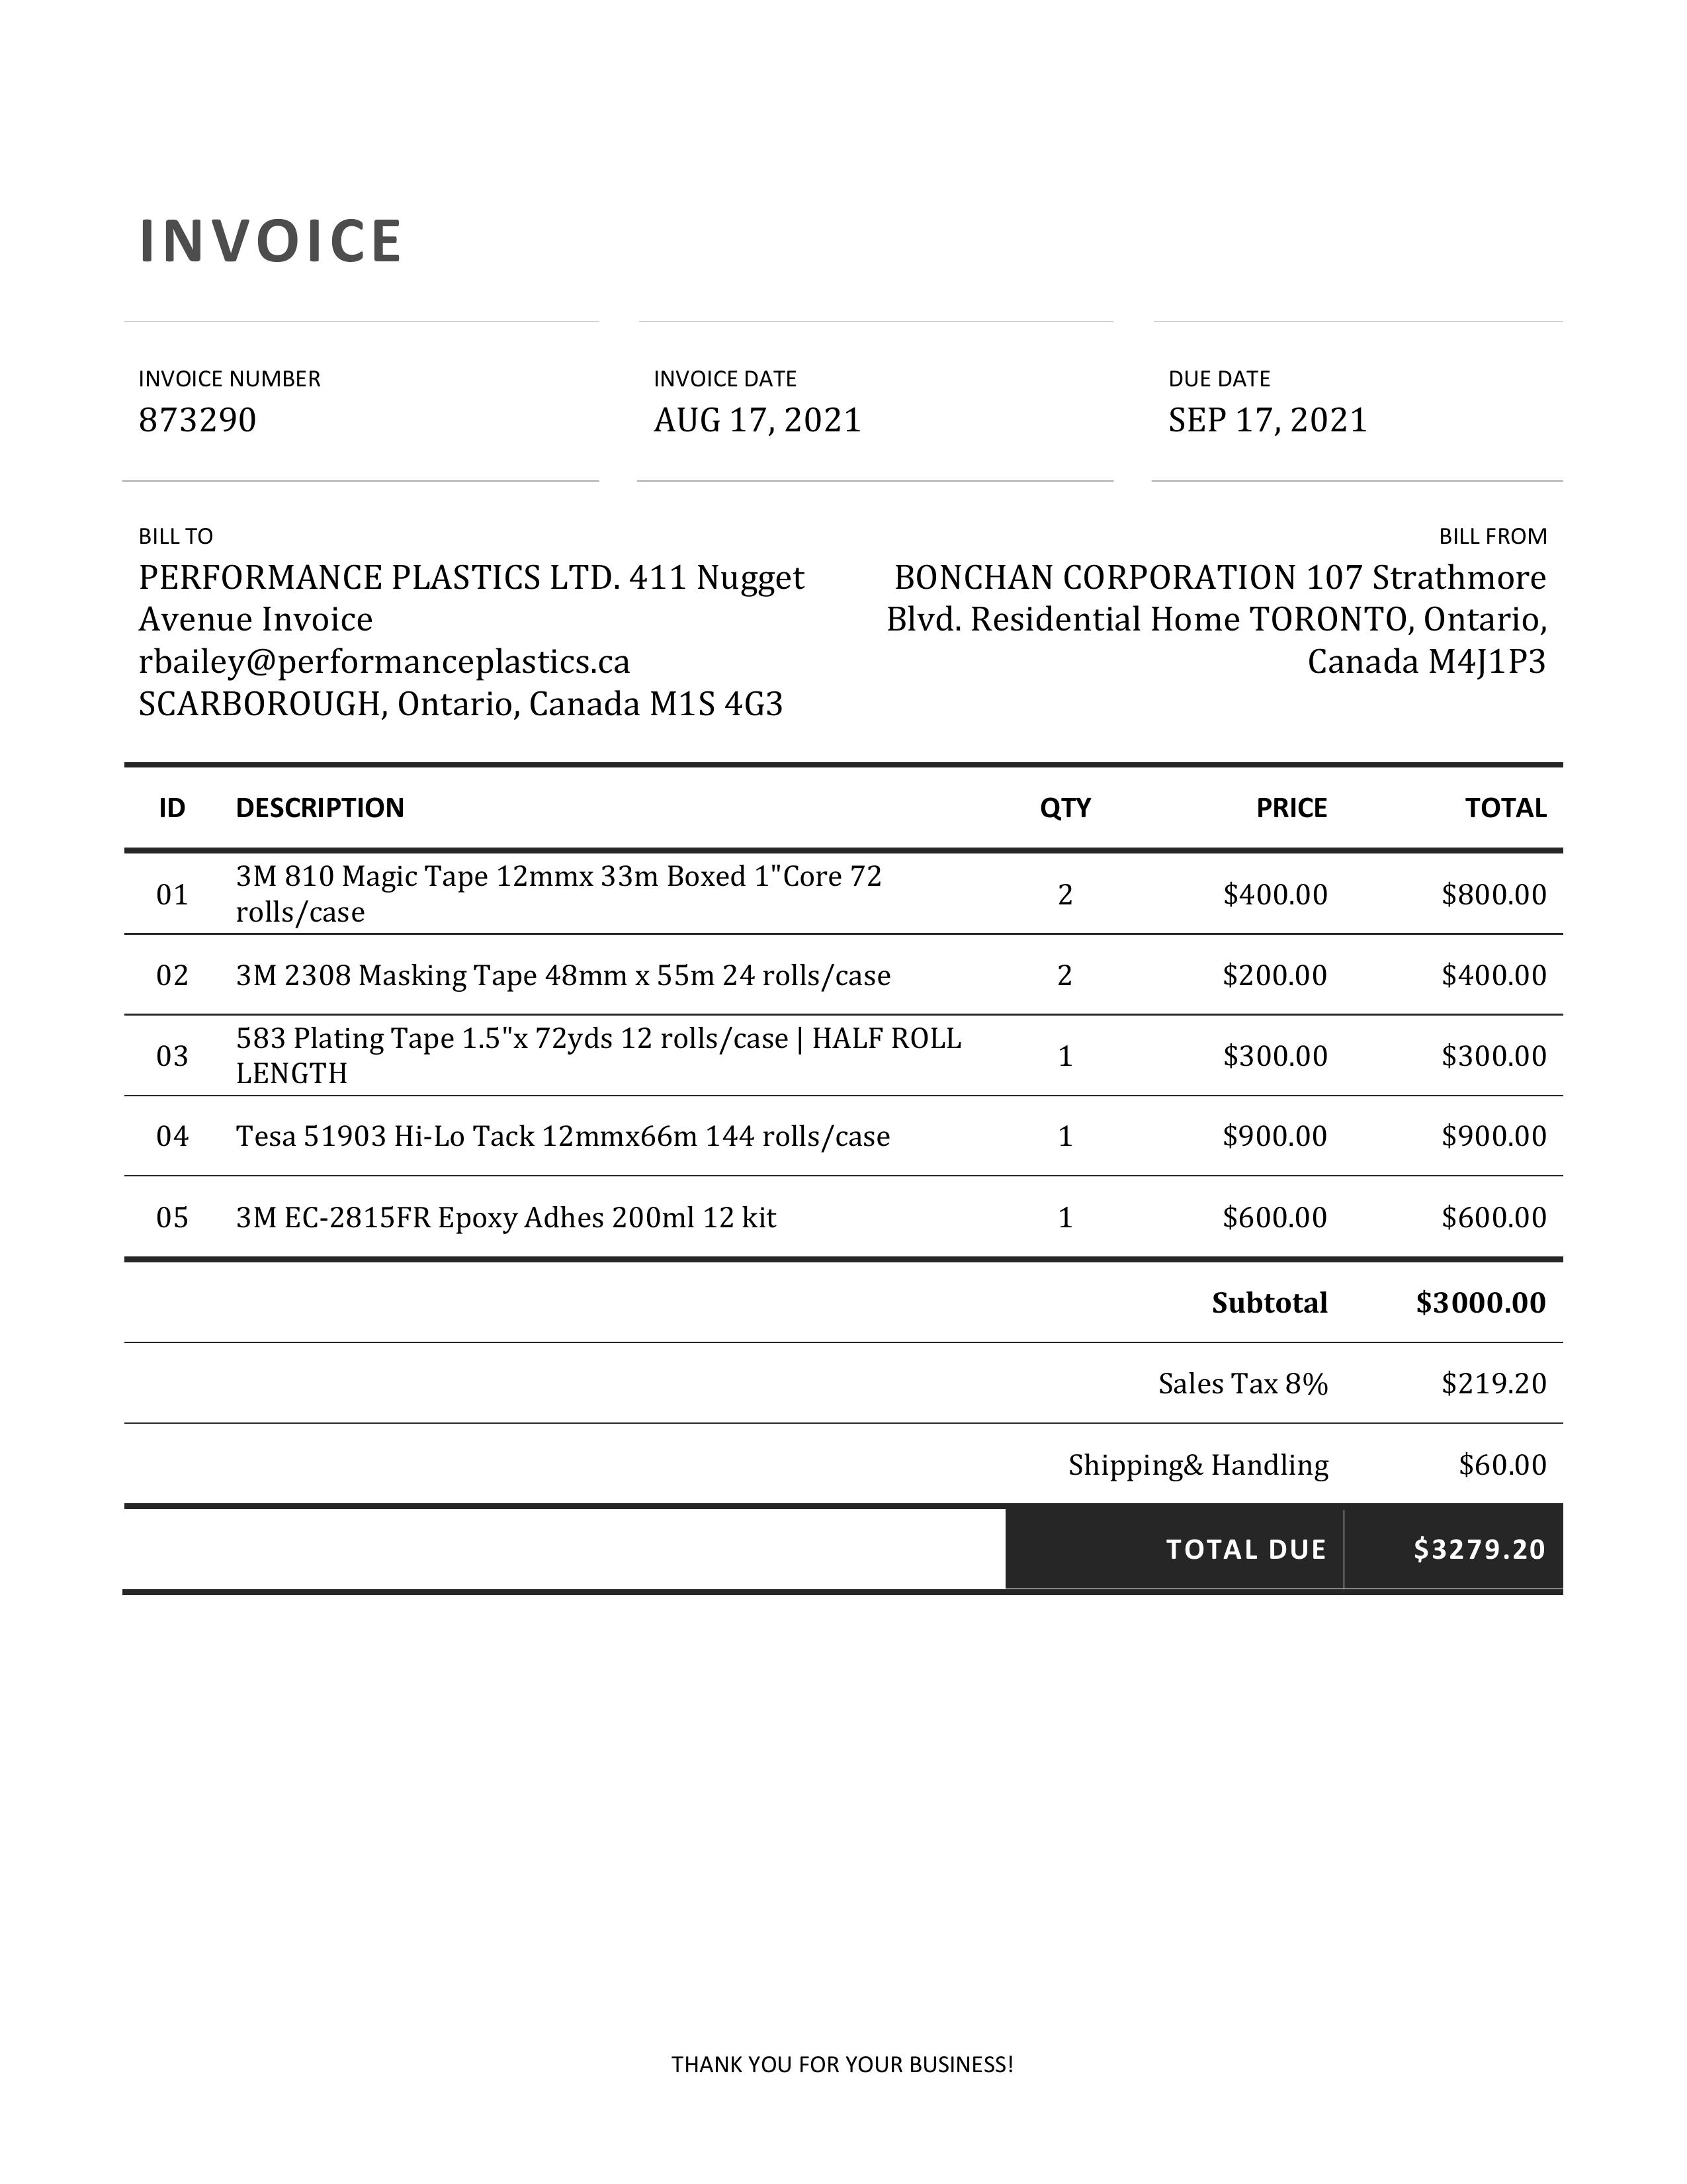 INVOICE
INVOICE NUMBER
873290
INVOICE DATE
AUG 17, 2021
DUE DATE
SEP 17, 2021
BILL TO
PERFORMANCE PLASTICS LTD. 411 Nugget
Avenue Invoice
rbailey@performanceplastics.ca
SCARBOROUGH, Ontario, Canada M1S 4G3
BILL FROM
BONCHAN CORPORATION 107 Strathmore
Blvd. Residential Home TORONTO, Ontario,
Canada M4J1P3
ID DESCRIPTION QTY PRICE TOTAL
01 3M 810 Magic Tape 12mmx 33m Boxed 1"Core 72
rolls/case 2 $400.00 $800.00
02 3M 2308 Masking Tape 48mm x 55m 24 rolls/case 2 $200.00 $400.00
03 583 Plating Tape 1.5"x 72yds 12 rolls/case | HALF ROLL
LENGTH 1 $300.00 $300.00
04 Tesa 51903 Hi-Lo Tack 12mmx66m 144 rolls/case 1 $900.00 $900.00
05 3M EC-2815FR Epoxy Adhes 200ml 12 kit 1 $600.00 $600.00
Subtotal $3000.00
Sales Tax 8% $219.20
Shipping& Handling $60.00
TOTAL DUE $3279.20
THANK YOU FOR YOUR BUSINESS!